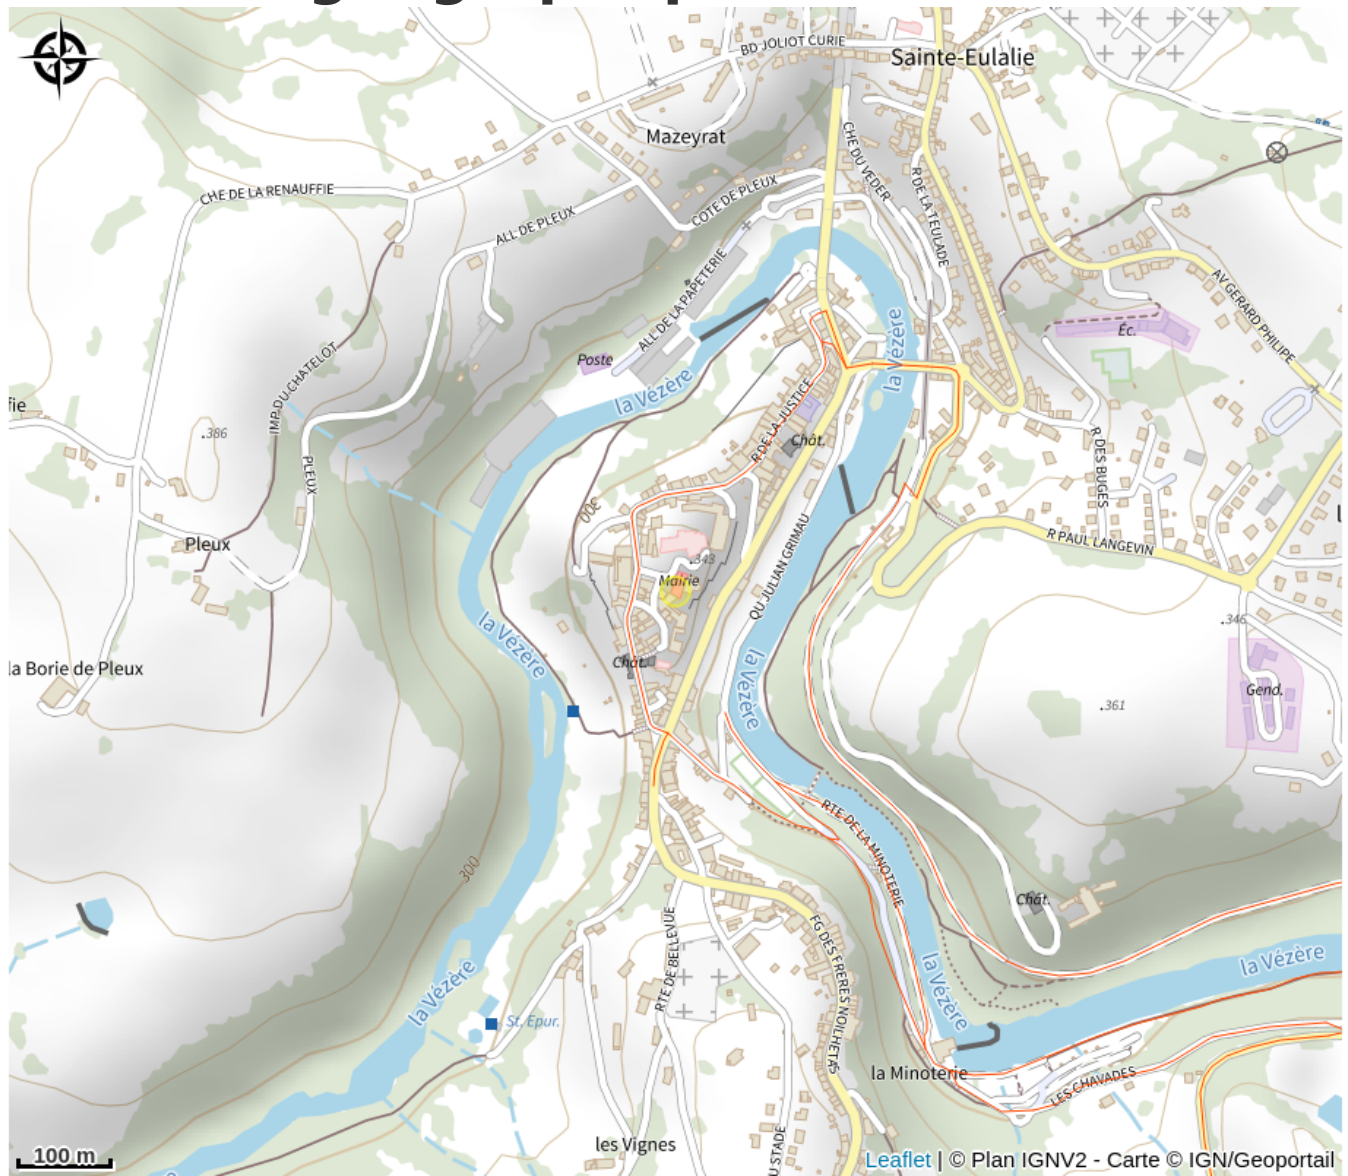 BD JOLIOT CURIE
Sainte-Eulalie
Mazeyrat
CHE DU VEDER
R DE LA TEULADE
CHE DE LA RENAUFFIE
COTE DE PLEUX
ALL DE PLEUX
ALL DE LA PAPETERIE
AV GERARD PHILIPE
la Vézère
Éc.
IMP DU CHATELOT
Poste
la Vézère
fie
.386
R DE LA JUSTICE
Chât.
PLEUX
R DES BUGES
300
Pleux
QU JULIAN GRIMAU
R PAUL LANGEVIN
.343
Mairie
la Vézère
.346
Chât.
la Borie de Pleux
la Vézère
Gend.
.361
RTE DE LA MINOTERIE
300
Chât.
RTE DE BELLEVUE
FG DES FRERES NOILHETAS
la Vézère
la Vézère
la Vézère
St. Epur.
la Minoterie
LES CHAVADES
les Vignes
U STADE
100 m
Leaflet | © Plan IGNV2 - Carte © IGN/Geoportail